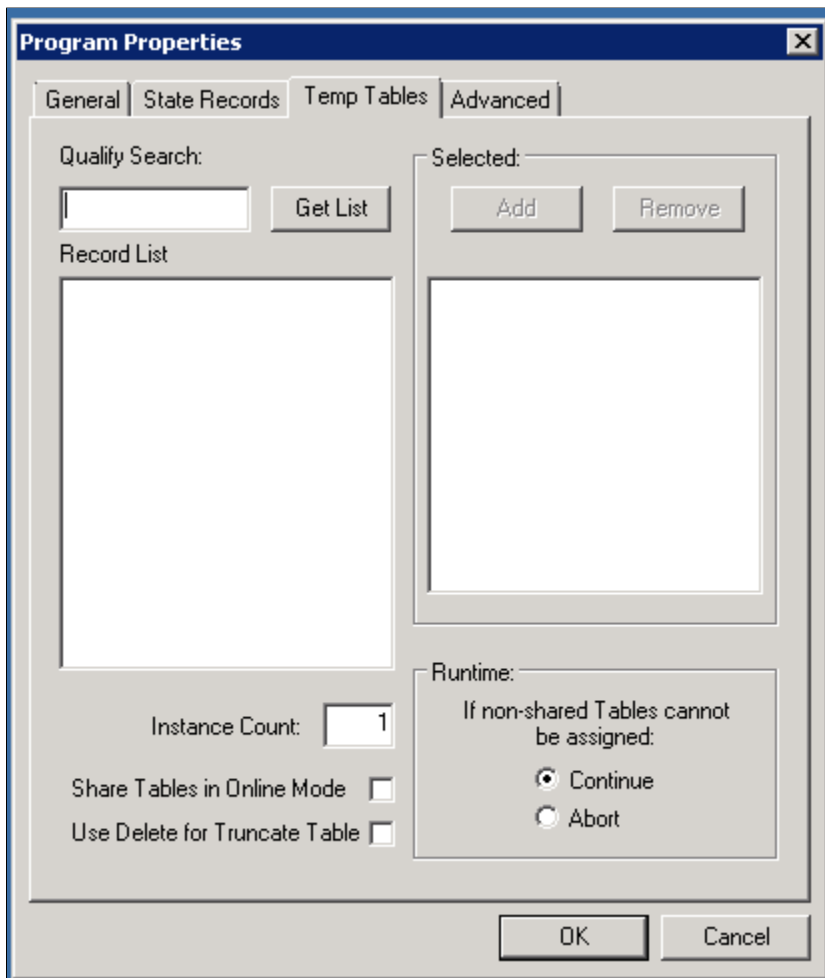 Program Properties
General State Records Temp Tables Advanced
Qualify Search:
Get List
Record List
Selected:
Add Remove
Instance Count: 1
Share Tables in Online Mode
Use Delete for Truncate Table
Runtime:
If non-shared Tables cannot
be assigned:
Continue
Abort
OK Cancel